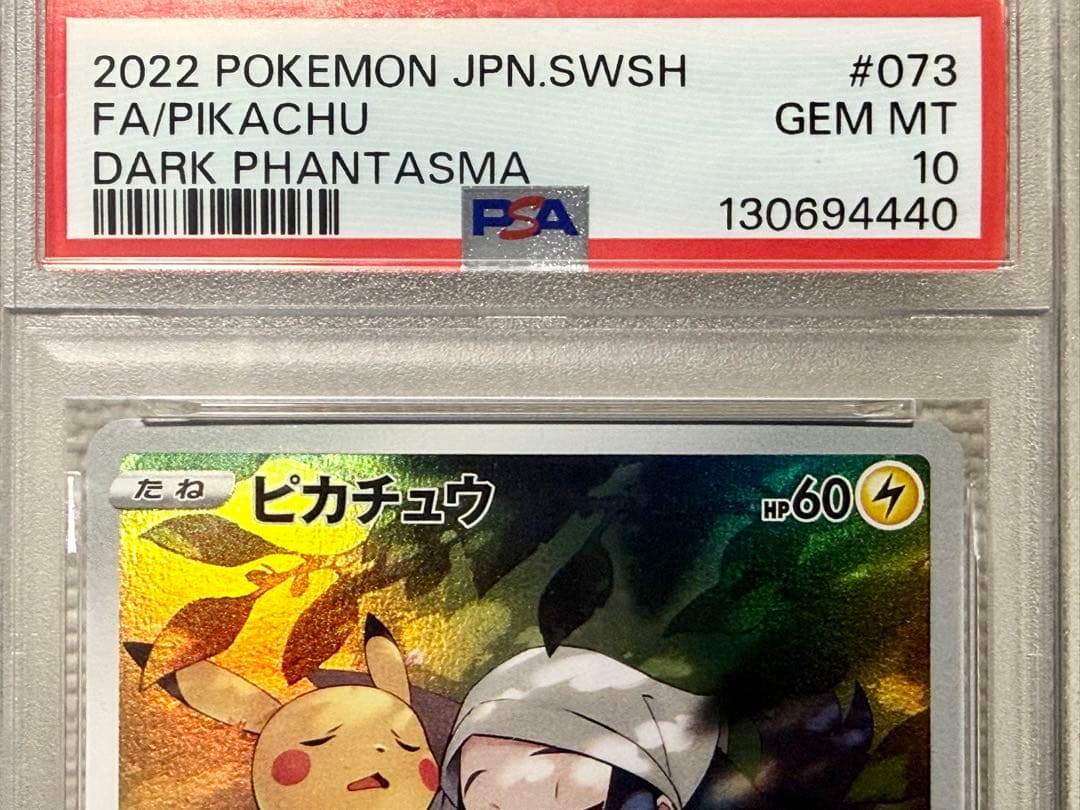 2022 POKEMON JPN.SWSH #073
FA/PIKACHU GEM MT
DARK PHANTASMA 10
PSA 130694440
たね ピカチュウ HP60